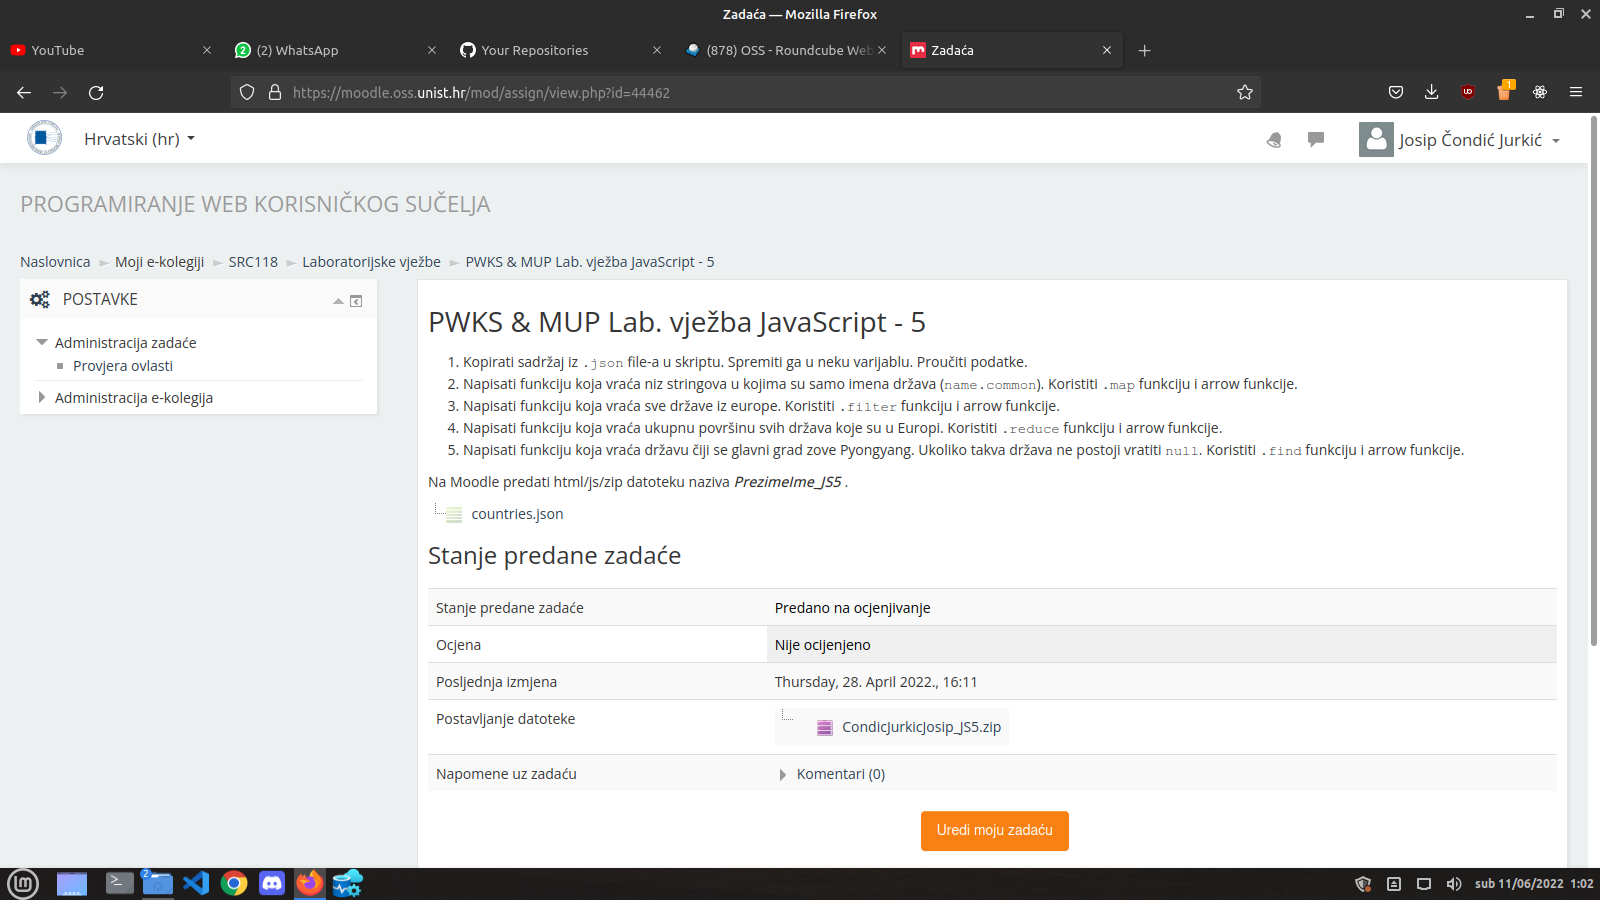 Zadaća — Mozilla Firefox
YouTube
(2) WhatsApp
Your Repositories
(878) OSS - Roundcube Web
Zadaća
https://moodle.oss.unist.hr/mod/assign/view.php?id=44462
1
Hrvatski (hr)
Josip Čondić Jurkić
PROGRAMIRANJE WEB KORISNIČKOG SUČELJA
Naslovnica ► Moji e-kolegiji ► SRC118 ► Laboratorijske vježbe ► PWKS & MUP Lab. vježba JavaScript - 5
POSTAVKE
Administracija zadaće
Provjera ovlasti
Administracija e-kolegija
PWKS & MUP Lab. vježba JavaScript - 5
1. Kopirati sadržaj iz .json file-a u skriptu. Spremiti ga u neku varijablu. Proučiti podatke.
2. Napisati funkciju koja vraća niz stringova u kojima su samo imena država (name.common). Koristiti .map funkciju i arrow funkcije.
3. Napisati funkciju koja vraća sve države iz europe. Koristiti .filter funkciju i arrow funkcije.
4. Napisati funkciju koja vraća ukupnu površinu svih država koje su u Europi. Koristiti .reduce funkciju i arrow funkcije.
5. Napisati funkciju koja vraća državu čiji se glavni grad zove Pyongyang. Ukoliko takva država ne postoji vratiti null. Koristiti .find funkciju i arrow funkcije.
Na Moodle predati html/js/zip datoteku naziva PrezimeIme_JS5 .
countries.json
Stanje predane zadaće
Stanje predane zadaće Predano na ocjenjivanje
Ocjena Nije ocijenjeno
Posljednja izmjena Thursday, 28. April 2022., 16:11
Postavljanje datoteke CondicJurkicJosip_JS5.zip
Napomene uz zadaću Komentari (0)
Uredi moju zadaću
2
sub 11/06/2022 1:02